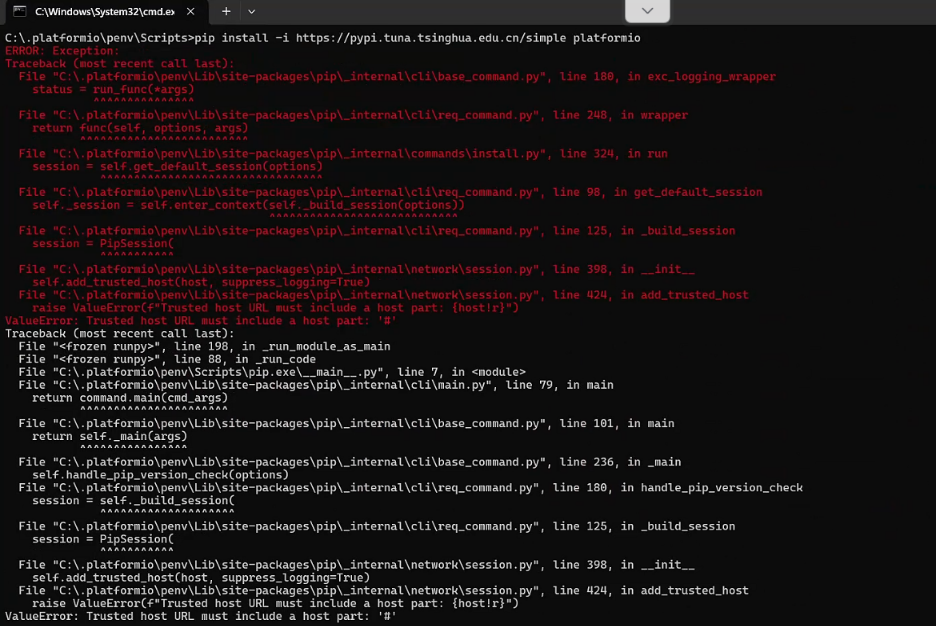 C:\Windows\System32\cmd.ex
C:\.platformio\penv\Scripts>pip install -i https://pypi.tuna.tsinghua.edu.cn/simple platformio
ERROR: Exception:
Traceback (most recent call last):
  File "C:\.platformio\penv\Lib\site-packages\pip\_internal\cli\base_command.py", line 180, in exc_logging_wrapper
    status = run_func(*args)
             ^^^^^^^^^^^^^^^
  File "C:\.platformio\penv\Lib\site-packages\pip\_internal\cli\req_command.py", line 248, in wrapper
    return func(self, options, args)
           ^^^^^^^^^^^^^^^^^^^^^^^^^
  File "C:\.platformio\penv\Lib\site-packages\pip\_internal\commands\install.py", line 324, in run
    session = self.get_default_session(options)
              ^^^^^^^^^^^^^^^^^^^^^^^^^^^^^^^^^
  File "C:\.platformio\penv\Lib\site-packages\pip\_internal\cli\req_command.py", line 98, in get_default_session
    self._session = self.enter_context(self._build_session(options))
                                       ^^^^^^^^^^^^^^^^^^^^^^^^^^^^
  File "C:\.platformio\penv\Lib\site-packages\pip\_internal\cli\req_command.py", line 125, in _build_session
    session = PipSession(
              ^^^^^^^^^^^
  File "C:\.platformio\penv\Lib\site-packages\pip\_internal\network\session.py", line 398, in __init__
    self.add_trusted_host(host, suppress_logging=True)
  File "C:\.platformio\penv\Lib\site-packages\pip\_internal\network\session.py", line 424, in add_trusted_host
    raise ValueError(f"Trusted host URL must include a host part: {host!r}")
ValueError: Trusted host URL must include a host part: '#'
Traceback (most recent call last):
  File "<frozen runpy>", line 198, in _run_module_as_main
  File "<frozen runpy>", line 88, in _run_code
  File "C:\.platformio\penv\Scripts\pip.exe\__main__.py", line 7, in <module>
  File "C:\.platformio\penv\Lib\site-packages\pip\_internal\cli\main.py", line 79, in main
    return command.main(cmd_args)
           ^^^^^^^^^^^^^^^^^^^^^^
  File "C:\.platformio\penv\Lib\site-packages\pip\_internal\cli\base_command.py", line 101, in main
    return self._main(args)
           ^^^^^^^^^^^^^^^^
  File "C:\.platformio\penv\Lib\site-packages\pip\_internal\cli\base_command.py", line 236, in _main
    self.handle_pip_version_check(options)
  File "C:\.platformio\penv\Lib\site-packages\pip\_internal\cli\req_command.py", line 180, in handle_pip_version_check
    session = self._build_session(
              ^^^^^^^^^^^^^^^^^^^^
  File "C:\.platformio\penv\Lib\site-packages\pip\_internal\cli\req_command.py", line 125, in _build_session
    session = PipSession(
              ^^^^^^^^^^^
  File "C:\.platformio\penv\Lib\site-packages\pip\_internal\network\session.py", line 398, in __init__
    self.add_trusted_host(host, suppress_logging=True)
  File "C:\.platformio\penv\Lib\site-packages\pip\_internal\network\session.py", line 424, in add_trusted_host
    raise ValueError(f"Trusted host URL must include a host part: {host!r}")
ValueError: Trusted host URL must include a host part: '#'